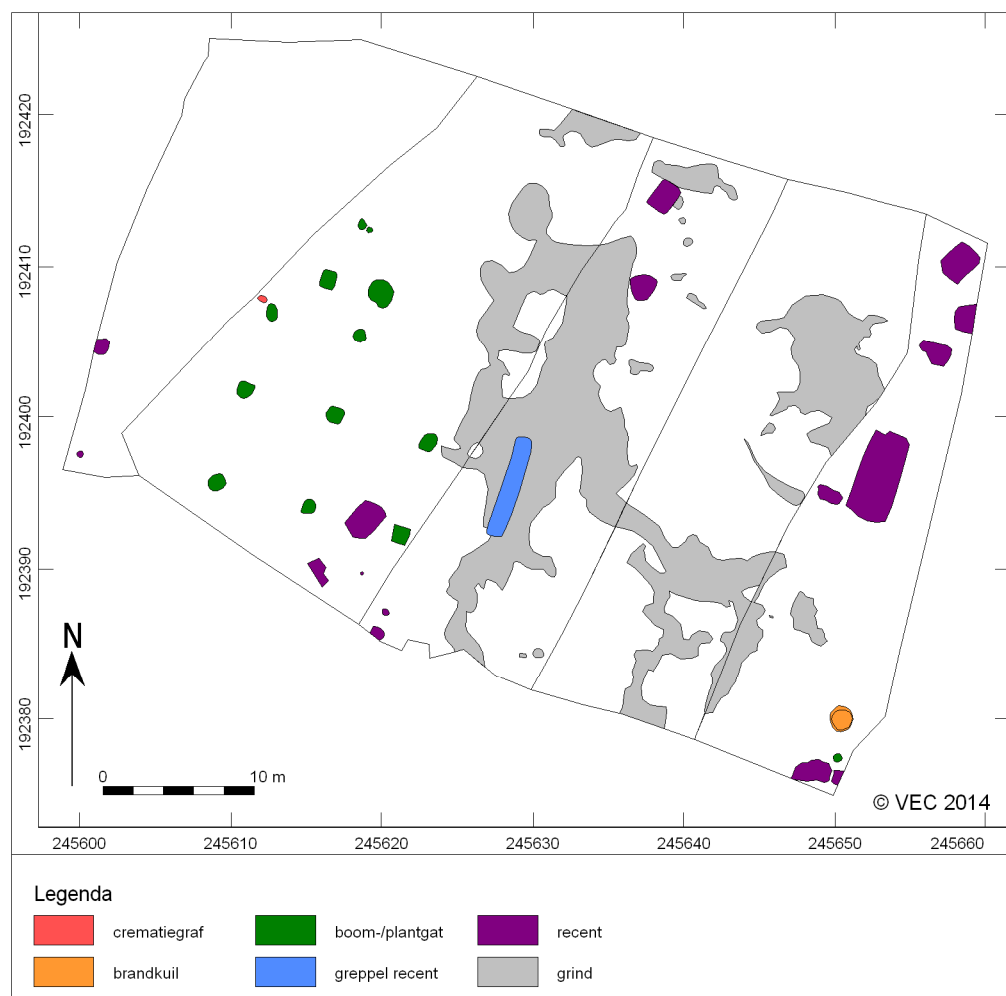 192420
192410
192400
192390
192380
N
0 10 m
© VEC 2014
245600 245610 245620 245630 245640 245650 245660
Legenda
crematiegraf boom-/plantgat recent
brandkuil greppel recent grind